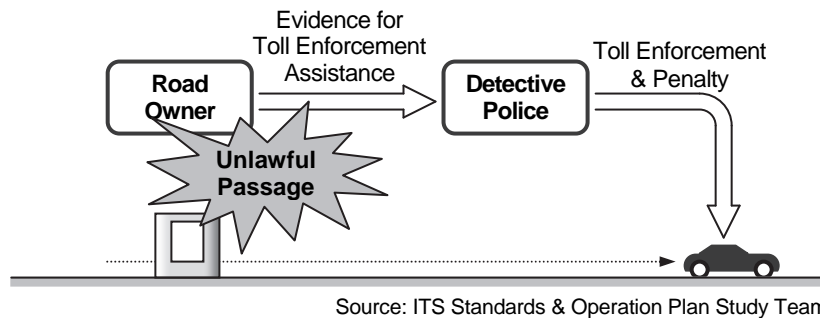 Evidence for
Toll Enforcement
Assistance
Toll Enforcement
& Penalty
Road
Owner
Detective
Police
Unlawful
Passage
Source: ITS Standards & Operation Plan Study Team